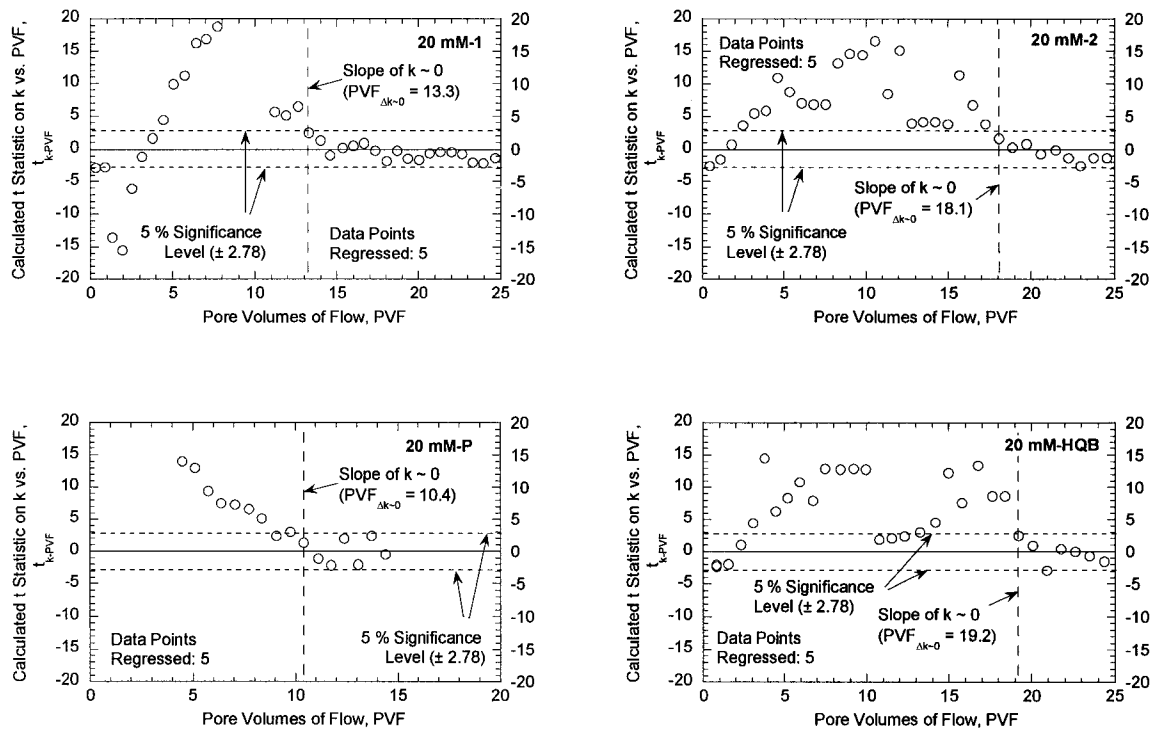 20 mM-1
Calculated t Statistic on k vs. PVF,
t k-PVF
20
15
10
5
0
-5
-10
-15
-20
20
15
10
5
0
-5
-10
-15
-20
Slope of k ~ 0
(PVF Δk~0 = 13.3)
5 % Significance
Level (± 2.78)
Data Points
Regressed: 5
0 5 10 15 20 25
Pore Volumes of Flow, PVF
20 mM-2
Calculated t Statistic on k vs. PVF,
t k-PVF
20
15
10
5
0
-5
-10
-15
-20
20
15
10
5
0
-5
-10
-15
-20
Data Points
Regressed: 5
Slope of k ~ 0
(PVF Δk~0 = 18.1)
5 % Significance
Level (± 2.78)
0 5 10 15 20 25
Pore Volumes of Flow, PVF
20 mM-P
Calculated t Statistic on k vs. PVF,
t k-PVF
20
15
10
5
0
-5
-10
-15
-20
20
15
10
5
0
-5
-10
-15
-20
Slope of k ~ 0
(PVF Δk~0 = 10.4)
Data Points
Regressed: 5
5 % Significance
Level (± 2.78)
0 5 10 15 20
Pore Volumes of Flow, PVF
20 mM-HQB
Calculated t Statistic on k vs. PVF,
t k-PVF
20
15
10
5
0
-5
-10
-15
-20
20
15
10
5
0
-5
-10
-15
-20
5 % Significance
Level (± 2.78)
Slope of k ~ 0
(PVF Δk~0 = 19.2)
Data Points
Regressed: 5
0 5 10 15 20 25
Pore Volumes of Flow, PVF